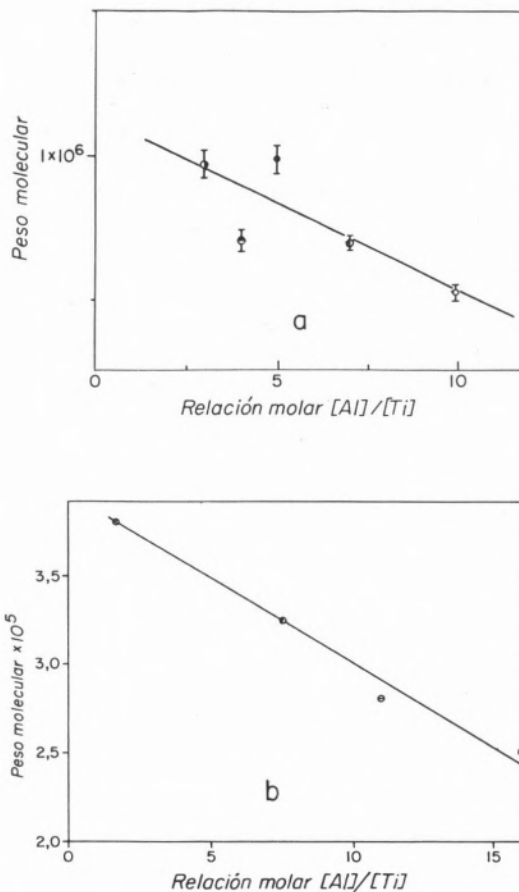 Peso molecular
1×10⁶
a
0 5 10
Relación molar [Al]/[Ti]
Peso molecular ×10⁵
3,5
3,0
2,5
2,0
b
0 5 10 15
Relación molar [Al]/[Ti]